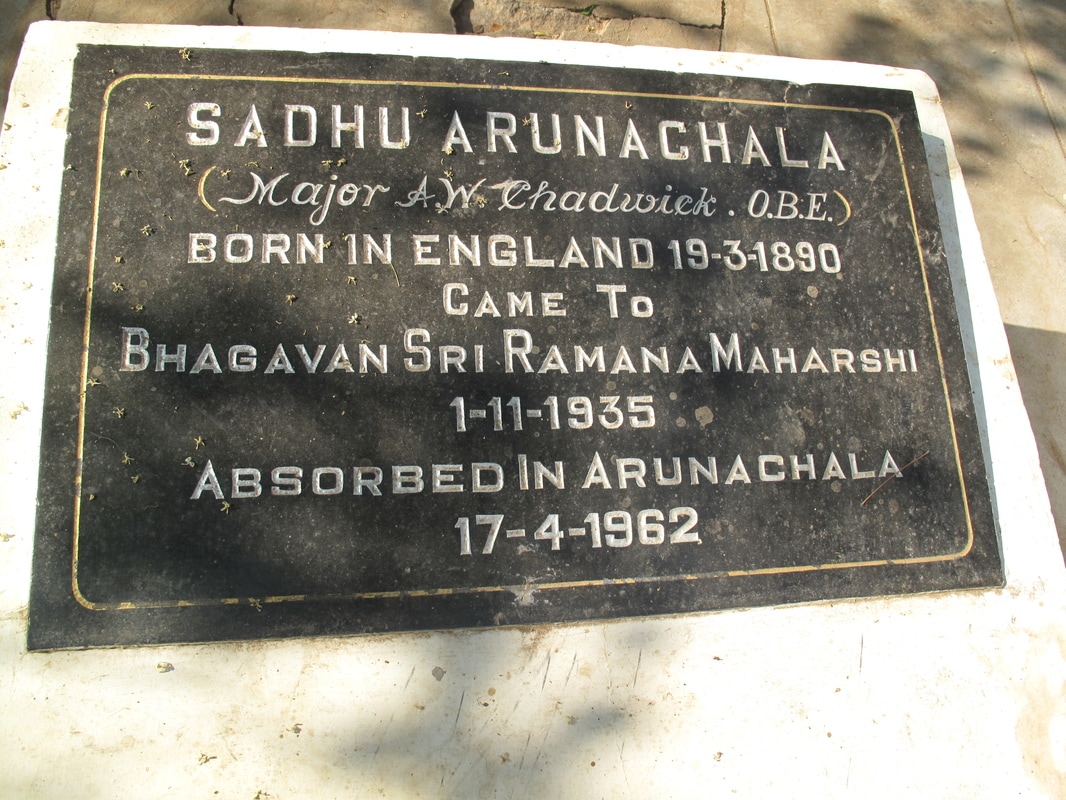 SADHU ARUNACHALA
(Major A.W. Chadwick. O.B.E.)
BORN IN ENGLAND 19-3-1890
CAME TO
BHAGAVAN SRI RAMANA MAHARSHI
1-11-1935
ABSORBED IN ARUNACHALA
17-4-1962